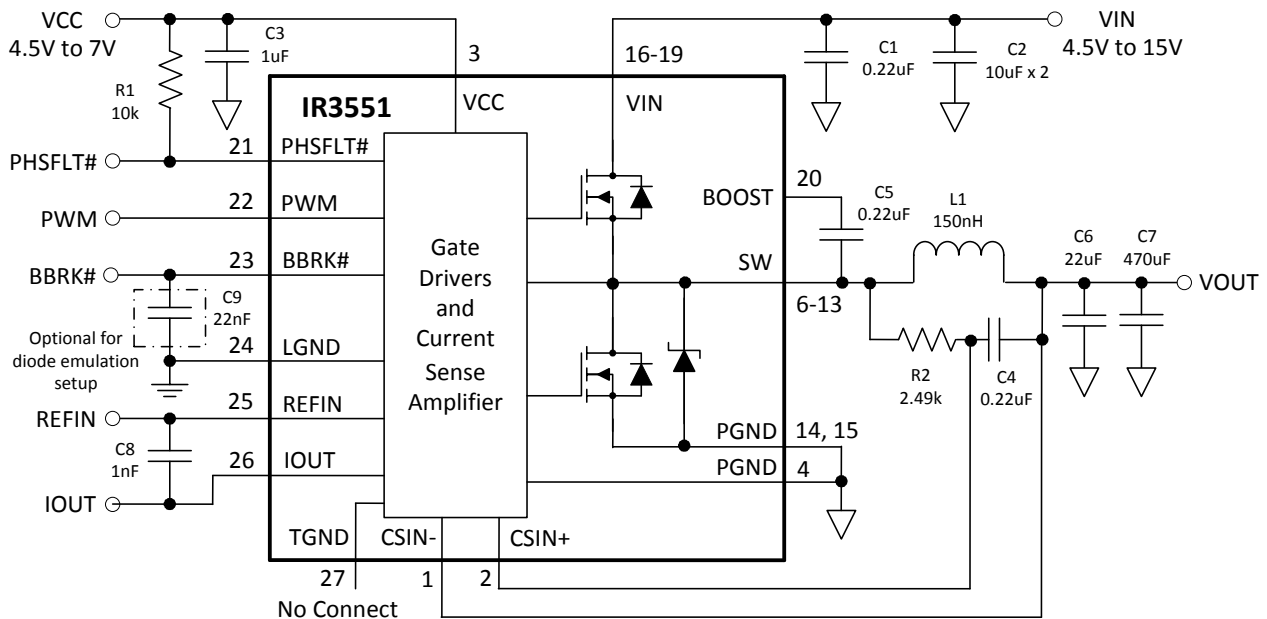 VCC
4.5V to 7V
C3
1uF
3
16-19
C1
0.22uF
C2
10uF x 2
VIN
4.5V to 15V
R1
10k
IR3551
VCC
VIN
PHSFLT#
21
PHSFLT#
20
BOOST
C5
0.22uF
L1
150nH
PWM
22
PWM
Gate
Drivers
and
Current
Sense
Amplifier
C6
22uF
C7
470uF
BBRK#
23
BBRK#
SW
6-13
VOUT
C9
22nF
Optional for
diode emulation
setup
24
LGND
R2
2.49k
C4
0.22uF
REFIN
25
REFIN
PGND
14, 15
C8
1nF
26
IOUT
PGND
4
IOUT
TGND
CSIN-
CSIN+
27
1
2
No Connect